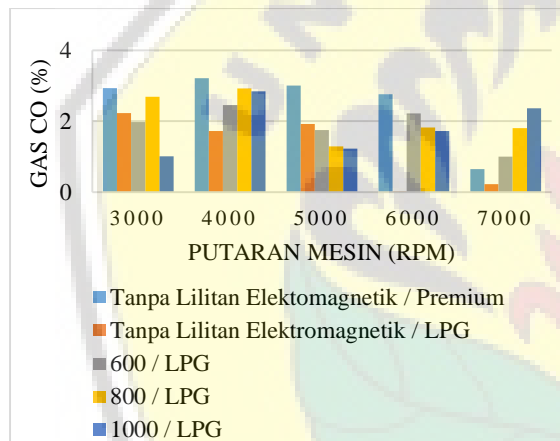 GAS CO (%)
4
2
0
3000 4000 5000 6000 7000
PUTARAN MESIN (RPM)
Tanpa Lilitan Elektomagnetik / Premium
Tanpa Lilitan Elektromagnetik / LPG
600 / LPG
800 / LPG
1000 / LPG